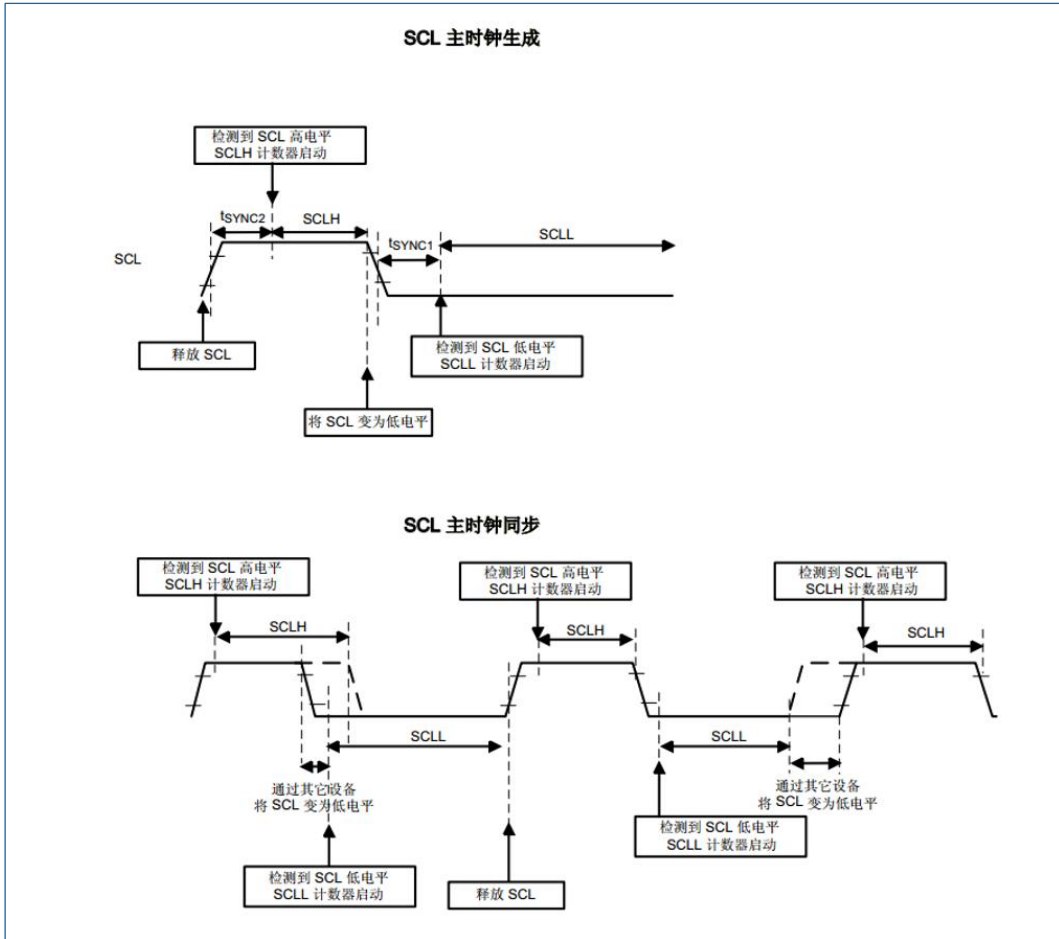 SCL 主时钟生成
检测到 SCL 高电平
SCLH 计数器启动
tSYNC2
SCLH
SCLL
tSYNC1
SCL
释放 SCL
检测到 SCL 低电平
SCLL 计数器启动
将 SCL 变为低电平
SCL 主时钟同步
检测到 SCL 高电平
SCLH 计数器启动
检测到 SCL 高电平
SCLH 计数器启动
检测到 SCL 高电平
SCLH 计数器启动
SCLH
SCLH
SCLH
SCLL
SCLL
通过其它设备
将 SCL 变为低电平
通过其它设备
将 SCL 变为低电平
检测到 SCL 低电平
SCLL 计数器启动
检测到 SCL 低电平
SCLL 计数器启动
释放 SCL